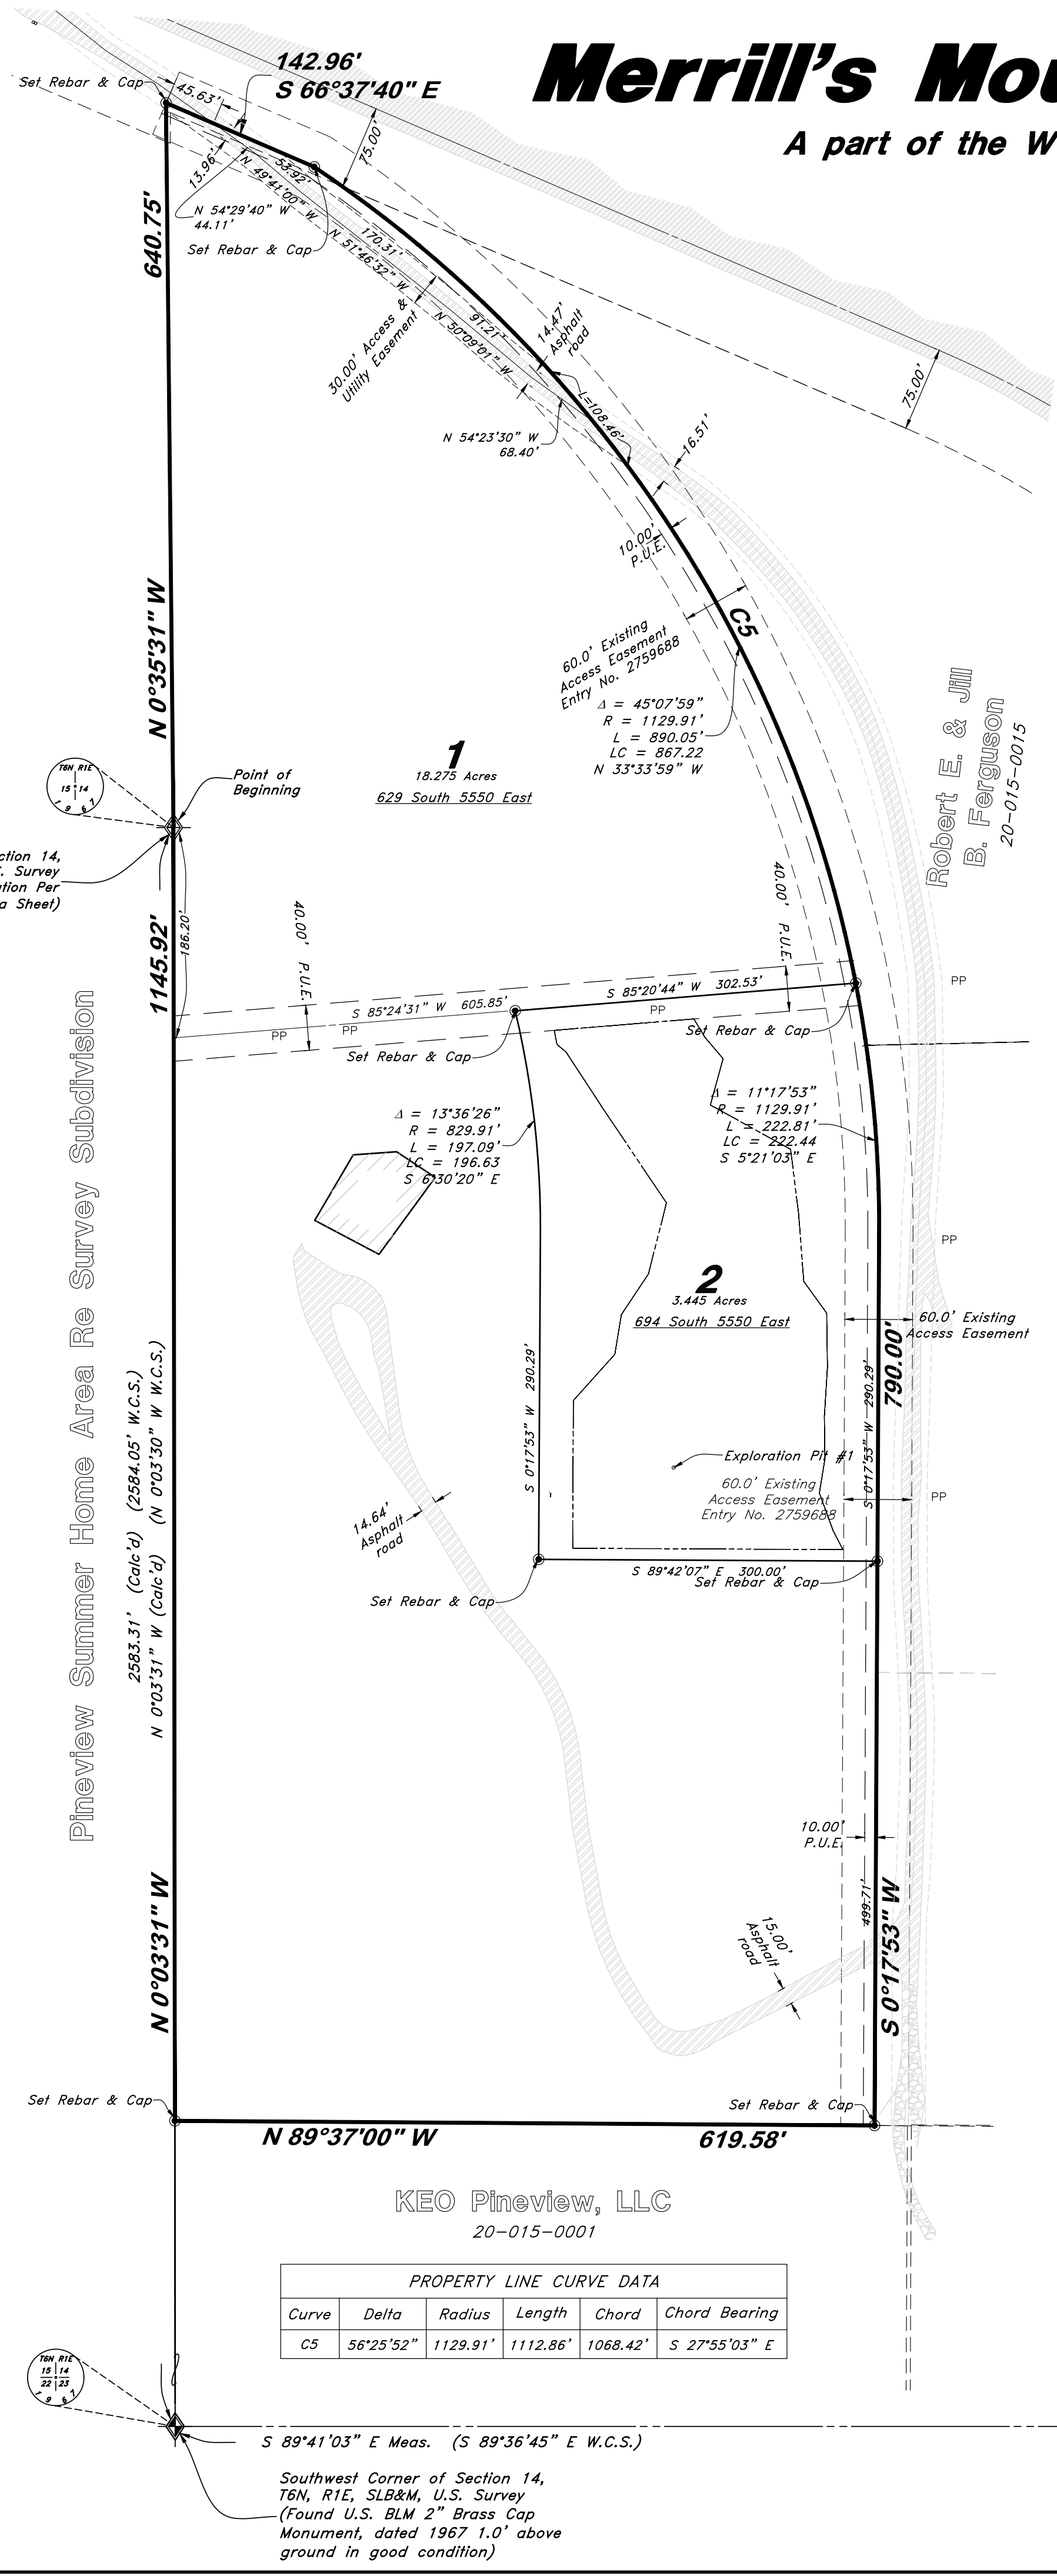 Merrill's Mou
A part of the W
142.96'
S 66°37'40" E
Set Rebar & Cap
45.63'
75.00'
13.96'
53.92'
N 49°41'00" W
N 54°29'40" W
44.11'
Set Rebar & Cap
640.75'
170.31'
N 51°46'32" W
30.00' Access &
Utility Easement
91.21'
N 50°09'01" W
14.47'
Asphalt
road
L=108.46'
75.00'
N 54°23'30" W
68.40'
16.51'
10.00'
P.U.E.
C5
60.0' Existing
Access Easement
Entry No. 2759688
N 0°35'31" W
Δ = 45°07'59"
R = 1129.91'
L = 890.05'
LC = 867.22
N 33°33'59" W
Robert E. & Jill
B. Ferguson
20-015-0015
1
18.275 Acres
629 South 5550 East
T6N R1E
15 14
1 9 6 7
Point of
Beginning
ction 14,
. Survey
ation Per
a Sheet)
186.20'
1145.92'
40.00' P.U.E.
40.00' P.U.E.
S 85°24'31" W 605.85'
S 85°20'44" W 302.53'
PP
PP
PP
PP
Set Rebar & Cap
Set Rebar & Cap
Pineview Summer Home Area Re Survey Subdivision
Δ = 13°36'26"
R = 829.91'
L = 197.09'
LC = 196.63
S 6°30'20" E
Δ = 11°17'53"
R = 1129.91'
L = 222.81'
LC = 222.44
S 5°21'03" E
PP
2
3.445 Acres
694 South 5550 East
60.0' Existing
Access Easement
790.00'
S 0°17'53" W 290.29'
S 0°17'53" W 290.29'
2583.31' (Calc'd) (2584.05' W.C.S.)
N 0°03'31" W (Calc'd) (N 0°03'30" W W.C.S.)
Exploration Pit #1
60.0' Existing
Access Easement
Entry No. 2759688
PP
14.64'
Asphalt
road
S 89°42'07" E 300.00'
Set Rebar & Cap
Set Rebar & Cap
10.00'
P.U.E.
499.71'
15.00'
Asphalt
road
N 0°03'31" W
S 0°17'53" W
Set Rebar & Cap
Set Rebar & Cap
N 89°37'00" W
619.58'
KEO Pineview, LLC
20-015-0001
PROPERTY LINE CURVE DATA
Curve Delta Radius Length Chord Chord Bearing
C5 56°25'52" 1129.91' 1112.86' 1068.42' S 27°55'03" E
T6N R1E
15 14
22 23
1 9 6 7
S 89°41'03" E Meas. (S 89°36'45" E W.C.S.)
Southwest Corner of Section 14,
T6N, R1E, SLB&M, U.S. Survey
(Found U.S. BLM 2" Brass Cap
Monument, dated 1967 1.0' above
ground in good condition)